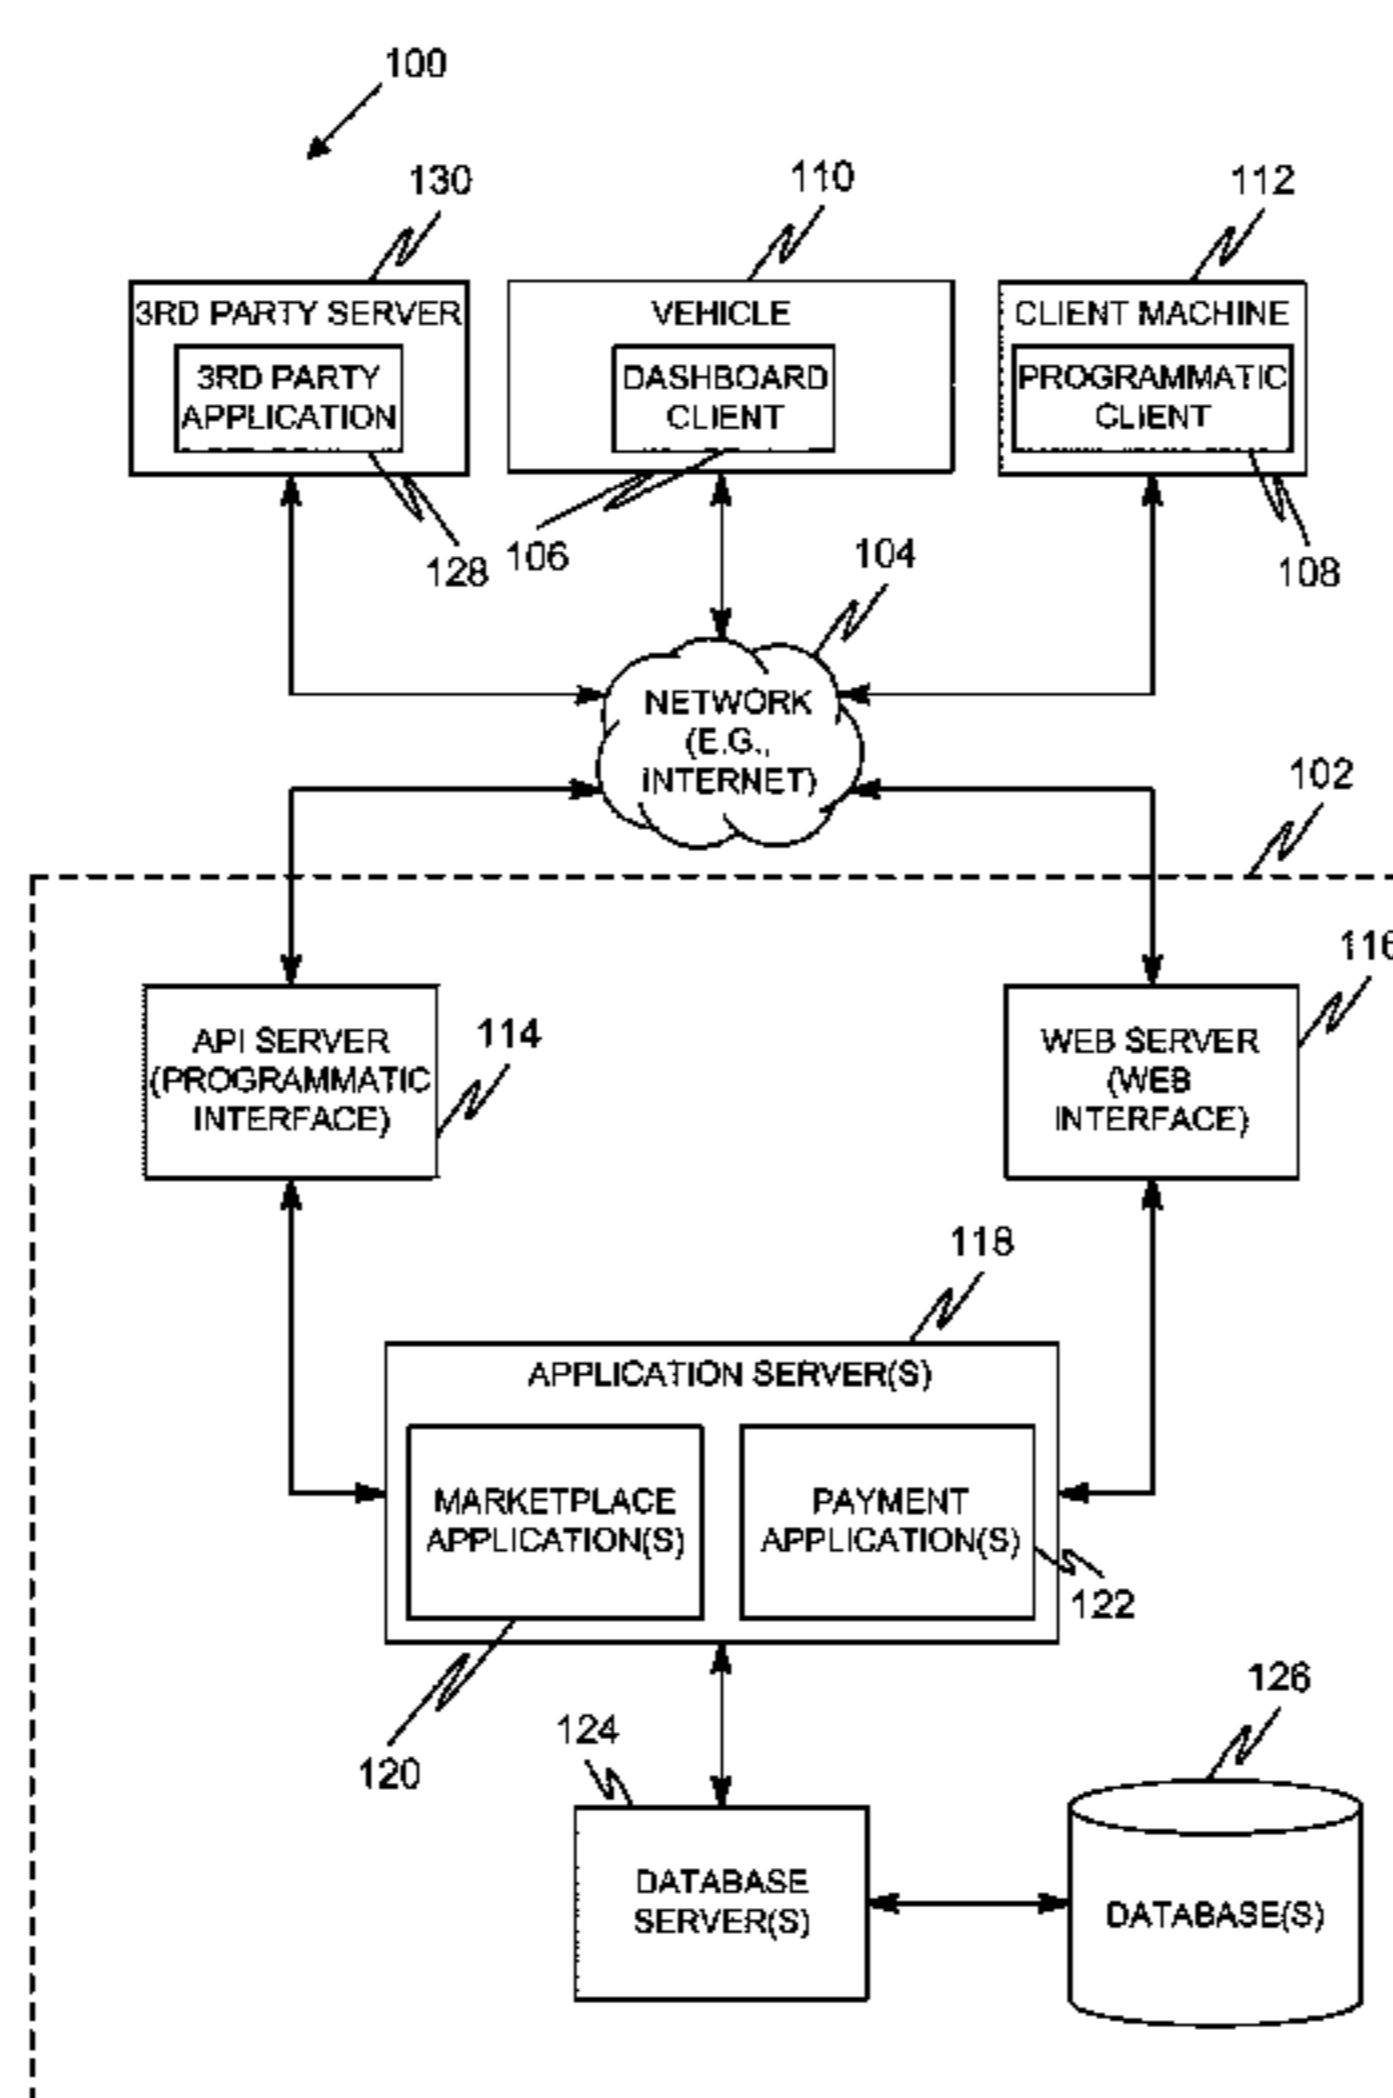 100
130
110
112
3RD PARTY SERVER
3RD PARTY
APPLICATION
VEHICLE
DASHBOARD
CLIENT
CLIENT MACHINE
PROGRAMMATIC
CLIENT
128
106
104
108
NETWORK
(E.G.,
INTERNET)
102
116
API SERVER
(PROGRAMMATIC
INTERFACE)
114
WEB SERVER
(WEB
INTERFACE)
118
APPLICATION SERVER(S)
MARKETPLACE
APPLICATION(S)
PAYMENT
APPLICATION(S)
122
120
124
126
DATABASE
SERVER(S)
DATABASE(S)